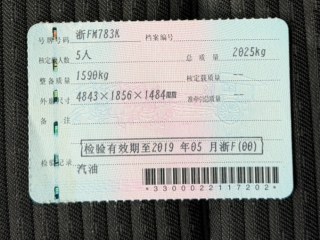 号牌号码 浙FM783K 档案编号
核定载人数 5人 总 质 量 2025kg
整备质量 1590kg 核定载质量 --
外廓尺寸 4843×1856×1484mm 准牵引总质量 --
备 注
检验有效期至2019 年05 月浙F(00)
检验记录
汽油
*3300022117202*